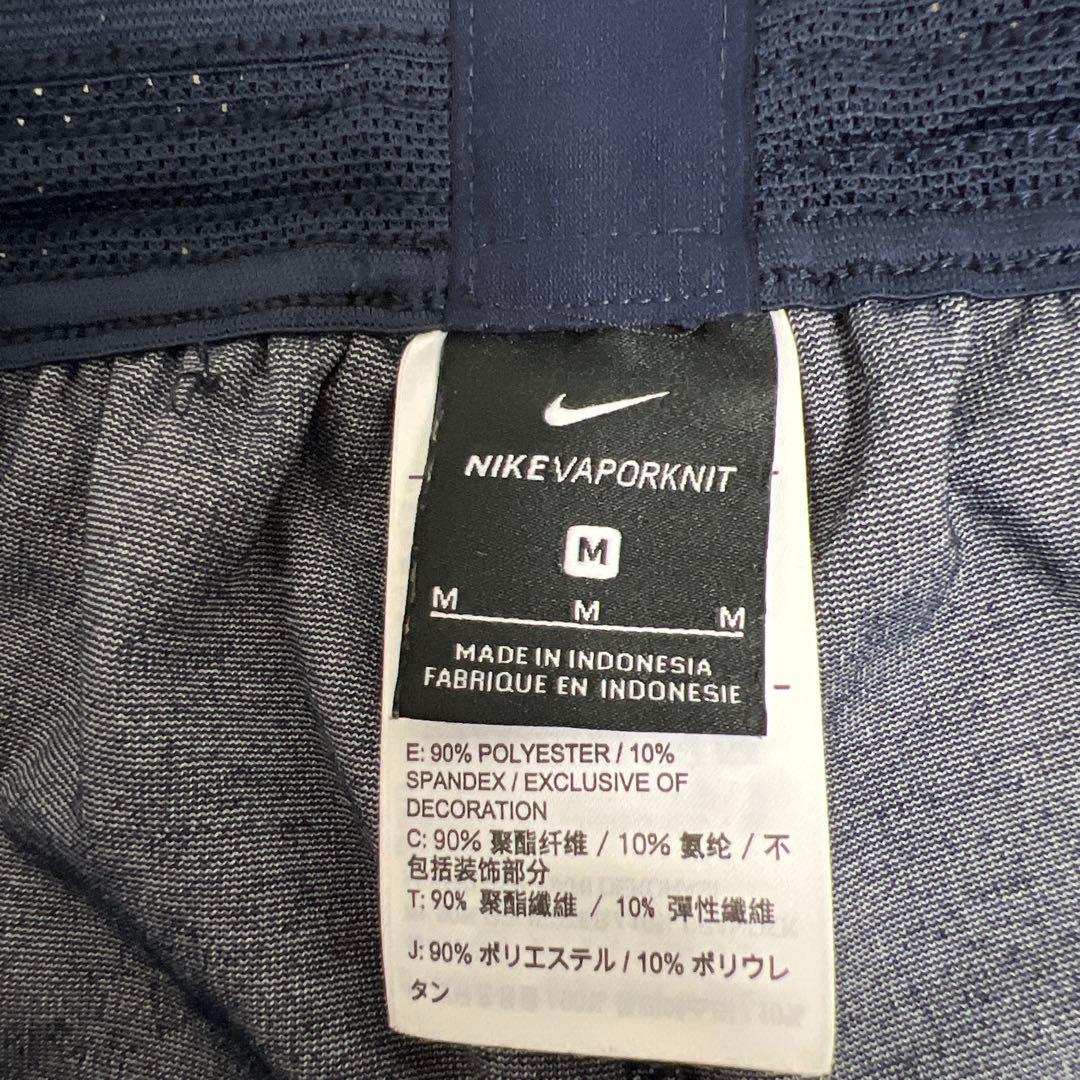 NIKEVAPORKNIT
M
M M M
MADE IN INDONESIA
FABRIQUE EN INDONESIE
E: 90% POLYESTER / 10%
SPANDEX / EXCLUSIVE OF
DECORATION
C: 90% 聚酯纤维 / 10% 氨纶 / 不
包括装饰部分
T: 90% 聚酯纖維 / 10% 彈性纖維
J: 90% ポリエステル / 10% ポリウレ
タン